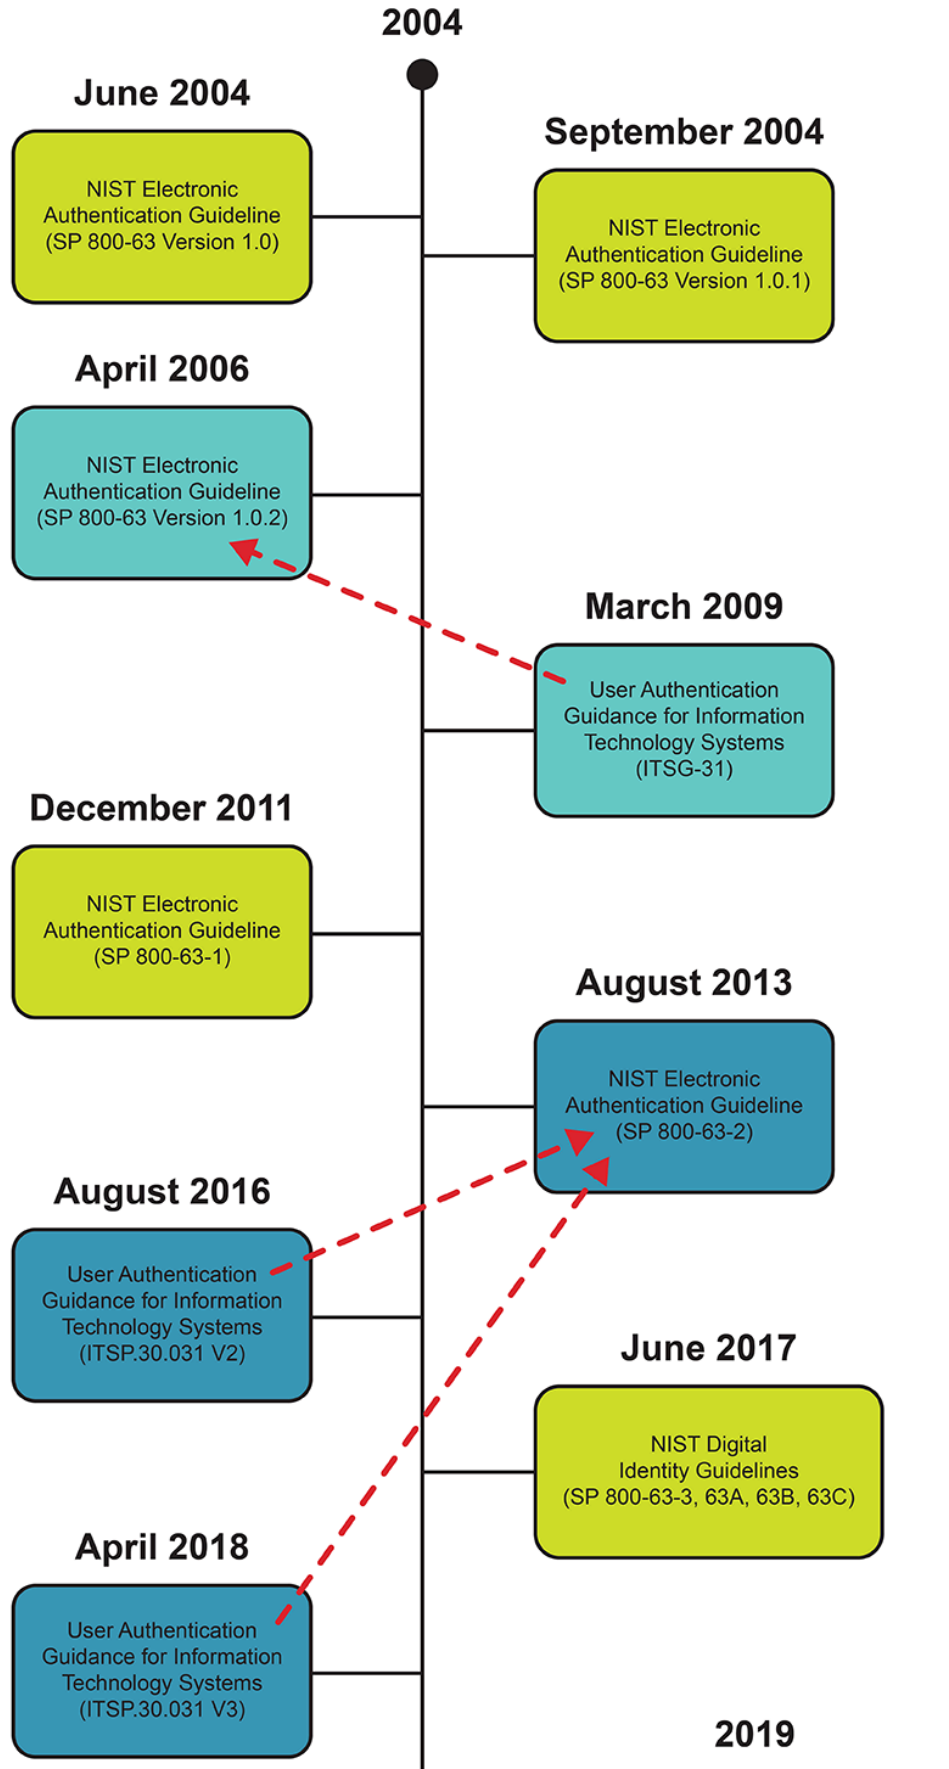 2004
June 2004
NIST Electronic
Authentication Guideline
(SP 800-63 Version 1.0)
September 2004
NIST Electronic
Authentication Guideline
(SP 800-63 Version 1.0.1)
April 2006
NIST Electronic
Authentication Guideline
(SP 800-63 Version 1.0.2)
March 2009
User Authentication
Guidance for Information
Technology Systems
(ITSG-31)
December 2011
NIST Electronic
Authentication Guideline
(SP 800-63-1)
August 2013
NIST Electronic
Authentication Guideline
(SP 800-63-2)
August 2016
User Authentication
Guidance for Information
Technology Systems
(ITSP.30.031 V2)
June 2017
NIST Digital
Identity Guidelines
(SP 800-63-3, 63A, 63B, 63C)
April 2018
User Authentication
Guidance for Information
Technology Systems
(ITSP.30.031 V3)
2019